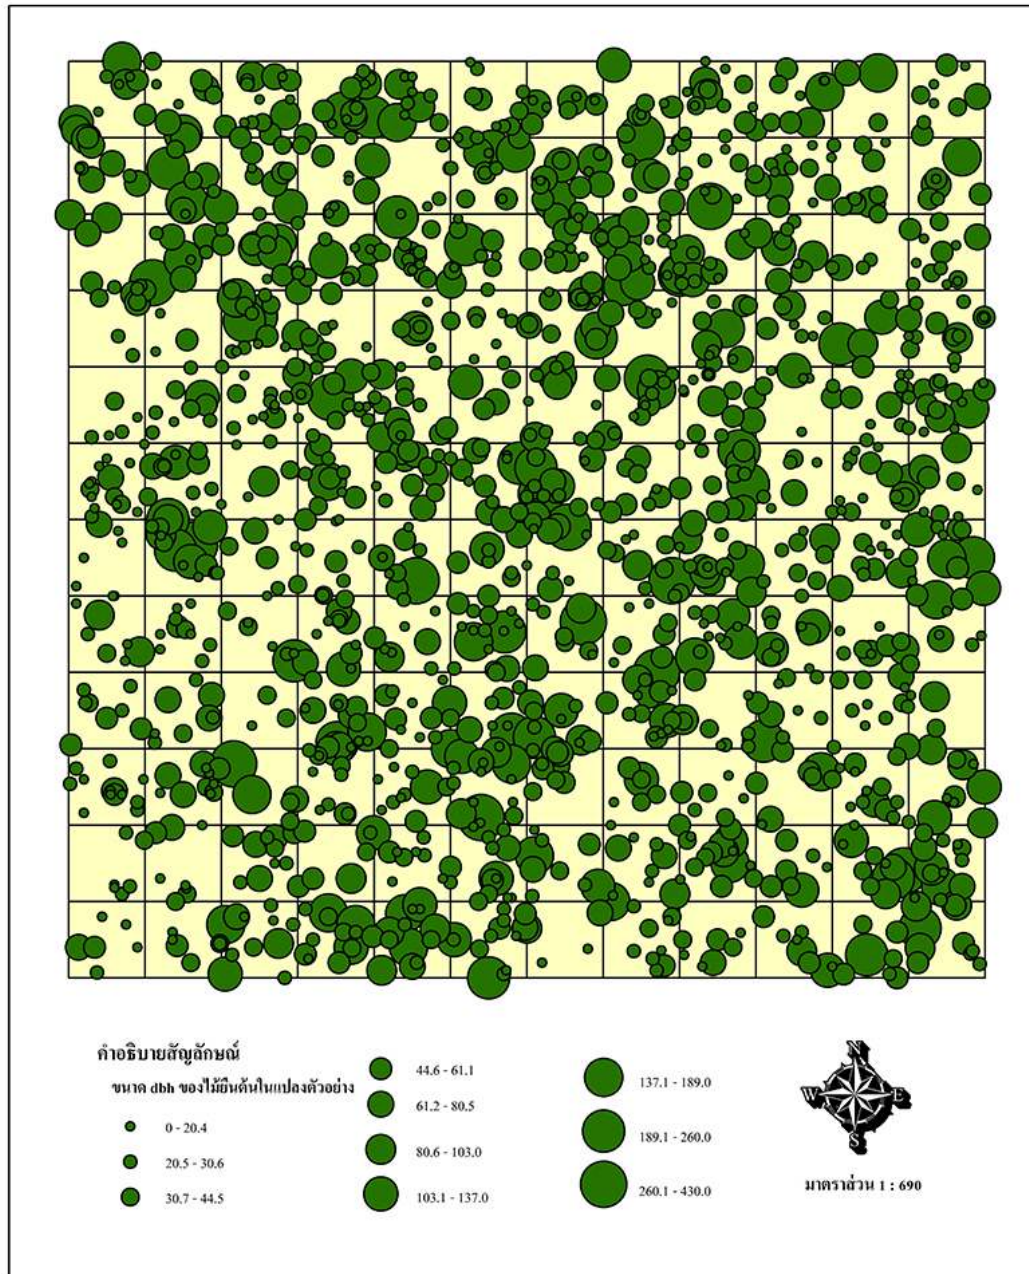 คำอธิบายสัญลักษณ์
ขนาด dbh ของไม้ยืนต้นในแปลงตัวอย่าง
0 - 20.4
20.5 - 30.6
30.7 - 44.5
44.6 - 61.1
61.2 - 80.5
80.6 - 103.0
103.1 - 137.0
137.1 - 189.0
189.1 - 260.0
260.1 - 430.0
N
W E
S
มาตราส่วน 1 : 690